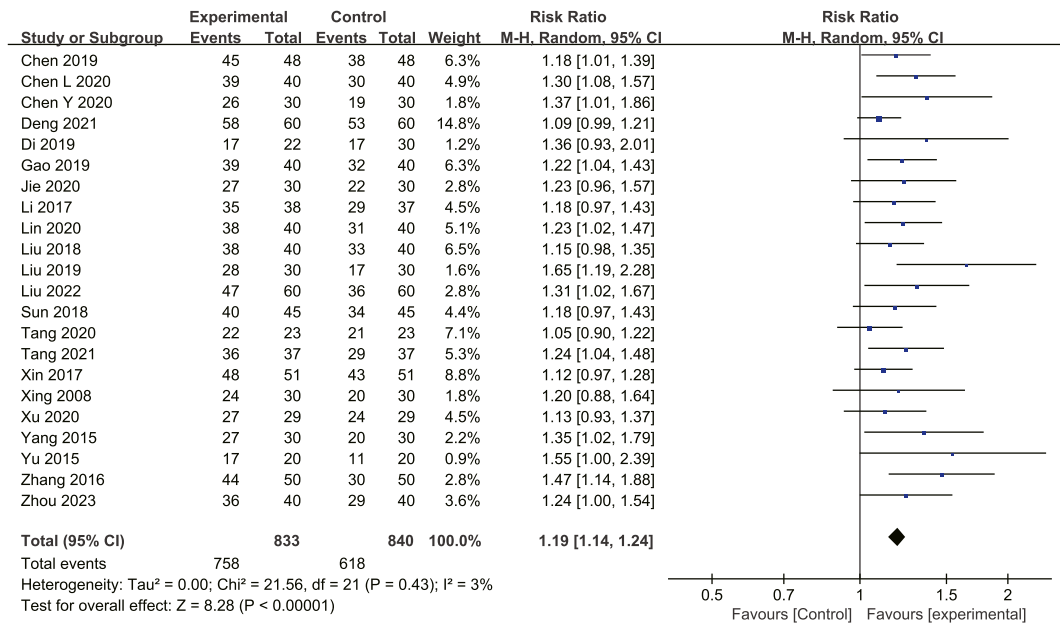 Experimental Control Risk Ratio Risk Ratio
Study or Subgroup Events Total Events Total Weight M-H, Random, 95% CI M-H, Random, 95% CI
Chen 2019 45 48 38 48 6.3% 1.18 [1.01, 1.39]
Chen L 2020 39 40 30 40 4.9% 1.30 [1.08, 1.57]
Chen Y 2020 26 30 19 30 1.8% 1.37 [1.01, 1.86]
Deng 2021 58 60 53 60 14.8% 1.09 [0.99, 1.21]
Di 2019 17 22 17 30 1.2% 1.36 [0.93, 2.01]
Gao 2019 39 40 32 40 6.3% 1.22 [1.04, 1.43]
Jie 2020 27 30 22 30 2.8% 1.23 [0.96, 1.57]
Li 2017 35 38 29 37 4.5% 1.18 [0.97, 1.43]
Lin 2020 38 40 31 40 5.1% 1.23 [1.02, 1.47]
Liu 2018 38 40 33 40 6.5% 1.15 [0.98, 1.35]
Liu 2019 28 30 17 30 1.6% 1.65 [1.19, 2.28]
Liu 2022 47 60 36 60 2.8% 1.31 [1.02, 1.67]
Sun 2018 40 45 34 45 4.4% 1.18 [0.97, 1.43]
Tang 2020 22 23 21 23 7.1% 1.05 [0.90, 1.22]
Tang 2021 36 37 29 37 5.3% 1.24 [1.04, 1.48]
Xin 2017 48 51 43 51 8.8% 1.12 [0.97, 1.28]
Xing 2008 24 30 20 30 1.8% 1.20 [0.88, 1.64]
Xu 2020 27 29 24 29 4.5% 1.13 [0.93, 1.37]
Yang 2015 27 30 20 30 2.2% 1.35 [1.02, 1.79]
Yu 2015 17 20 11 20 0.9% 1.55 [1.00, 2.39]
Zhang 2016 44 50 30 50 2.8% 1.47 [1.14, 1.88]
Zhou 2023 36 40 29 40 3.6% 1.24 [1.00, 1.54]
Total (95% CI) 833 840 100.0% 1.19 [1.14, 1.24]
Total events 758 618
Heterogeneity: Tau² = 0.00; Chi² = 21.56, df = 21 (P = 0.43); I² = 3%
Test for overall effect: Z = 8.28 (P < 0.00001)
0.5 0.7 1 1.5 2
Favours [Control] Favours [experimental]